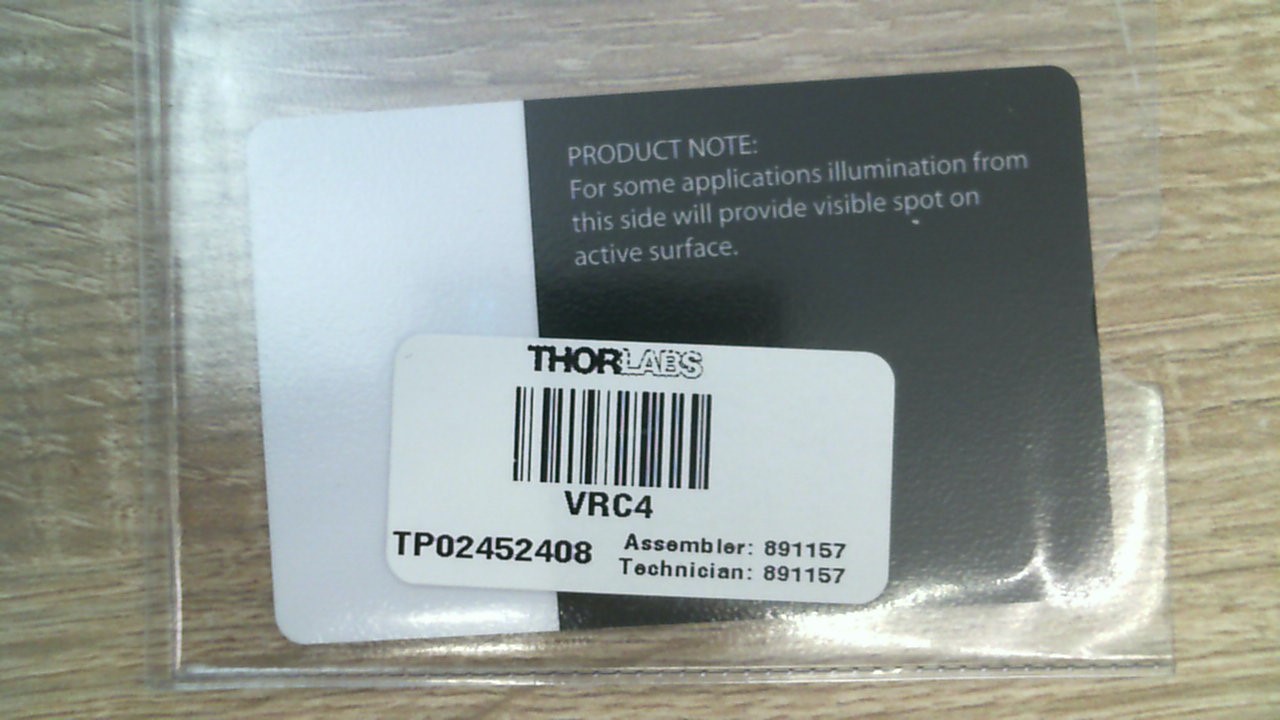 PRODUCT NOTE:
For some applications illumination from
this side will provide visible spot on
active surface.
THORLABS
VRC4
TP02452408
Assembler: 891157
Technician: 891157